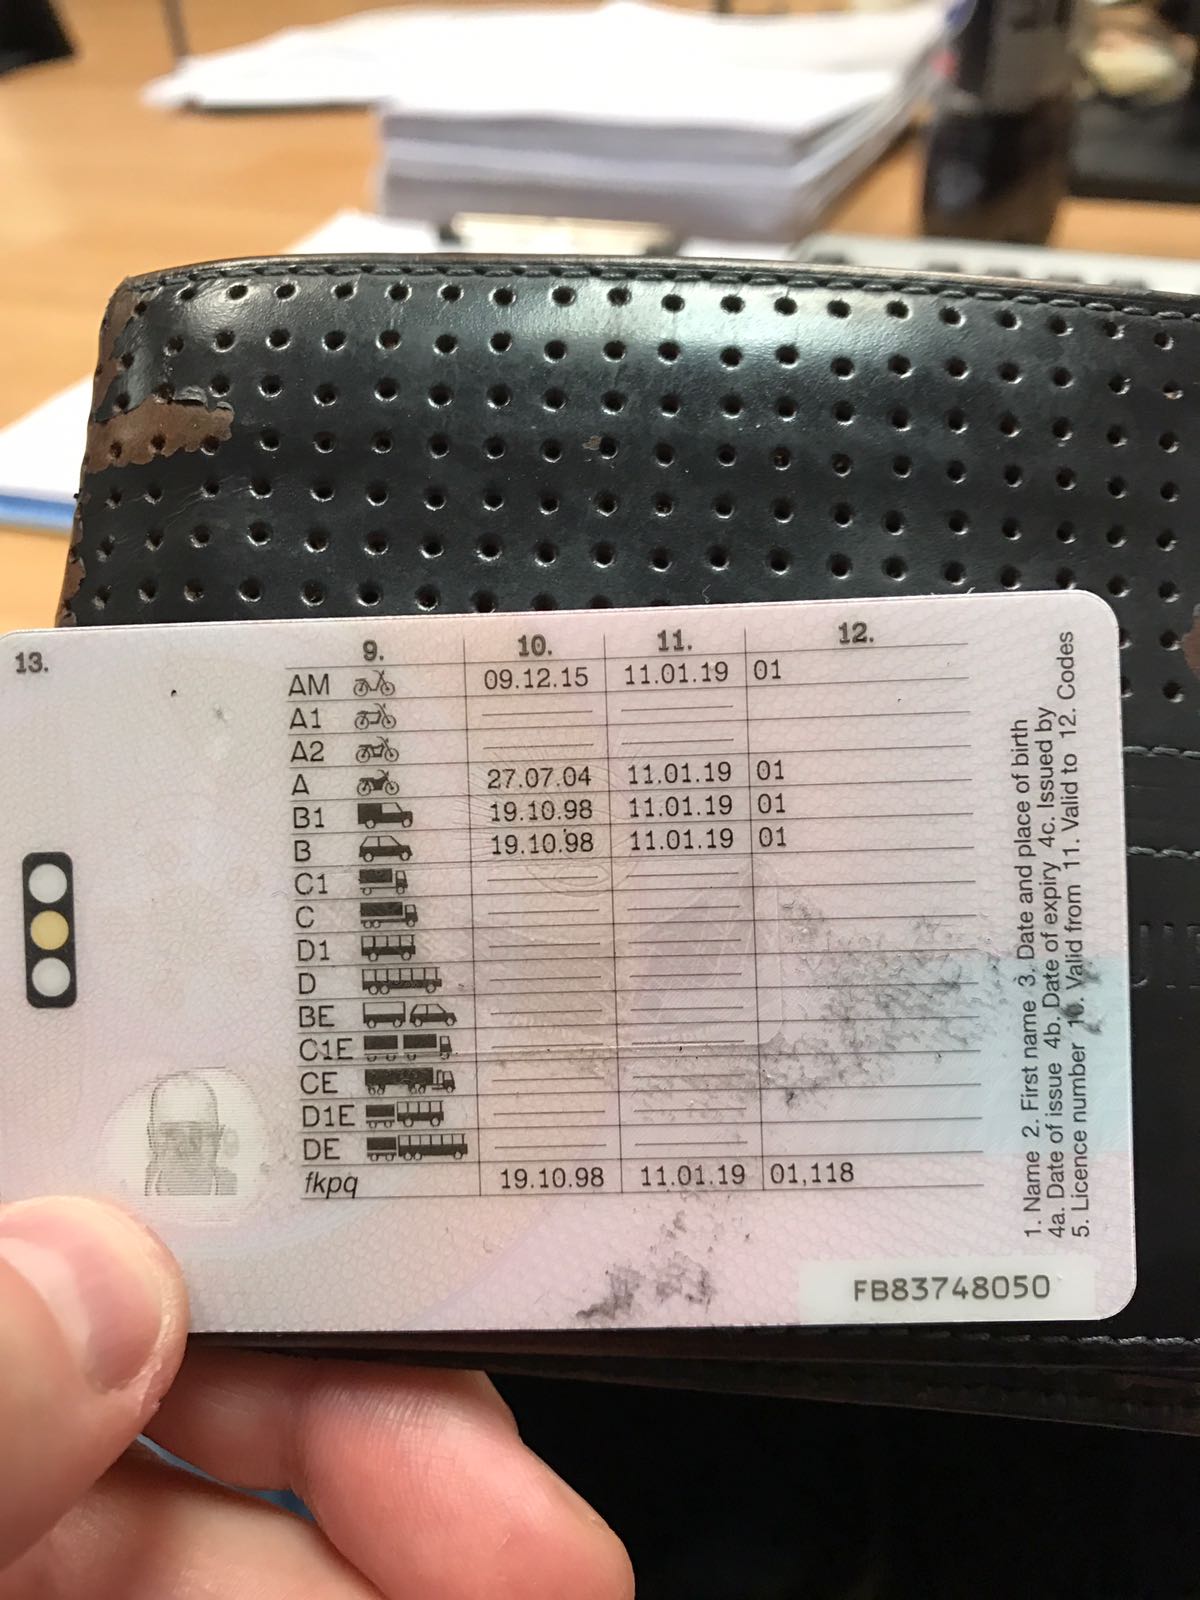 13.
9. 10. 11. 12.
AM 09.12.15 11.01.19 01
A1
A2
A 27.07.04 11.01.19 01
B1 19.10.98 11.01.19 01
B 19.10.98 11.01.19 01
C1
C
D1
D
BE
C1E
CE
D1E
DE
fkpq 19.10.98 11.01.19 01,118
1. Name 2. First name 3. Date and place of birth
4a. Date of issue 4b. Date of expiry 4c. Issued by
5. Licence number 10. Valid from 11. Valid to 12. Codes
FB83748050